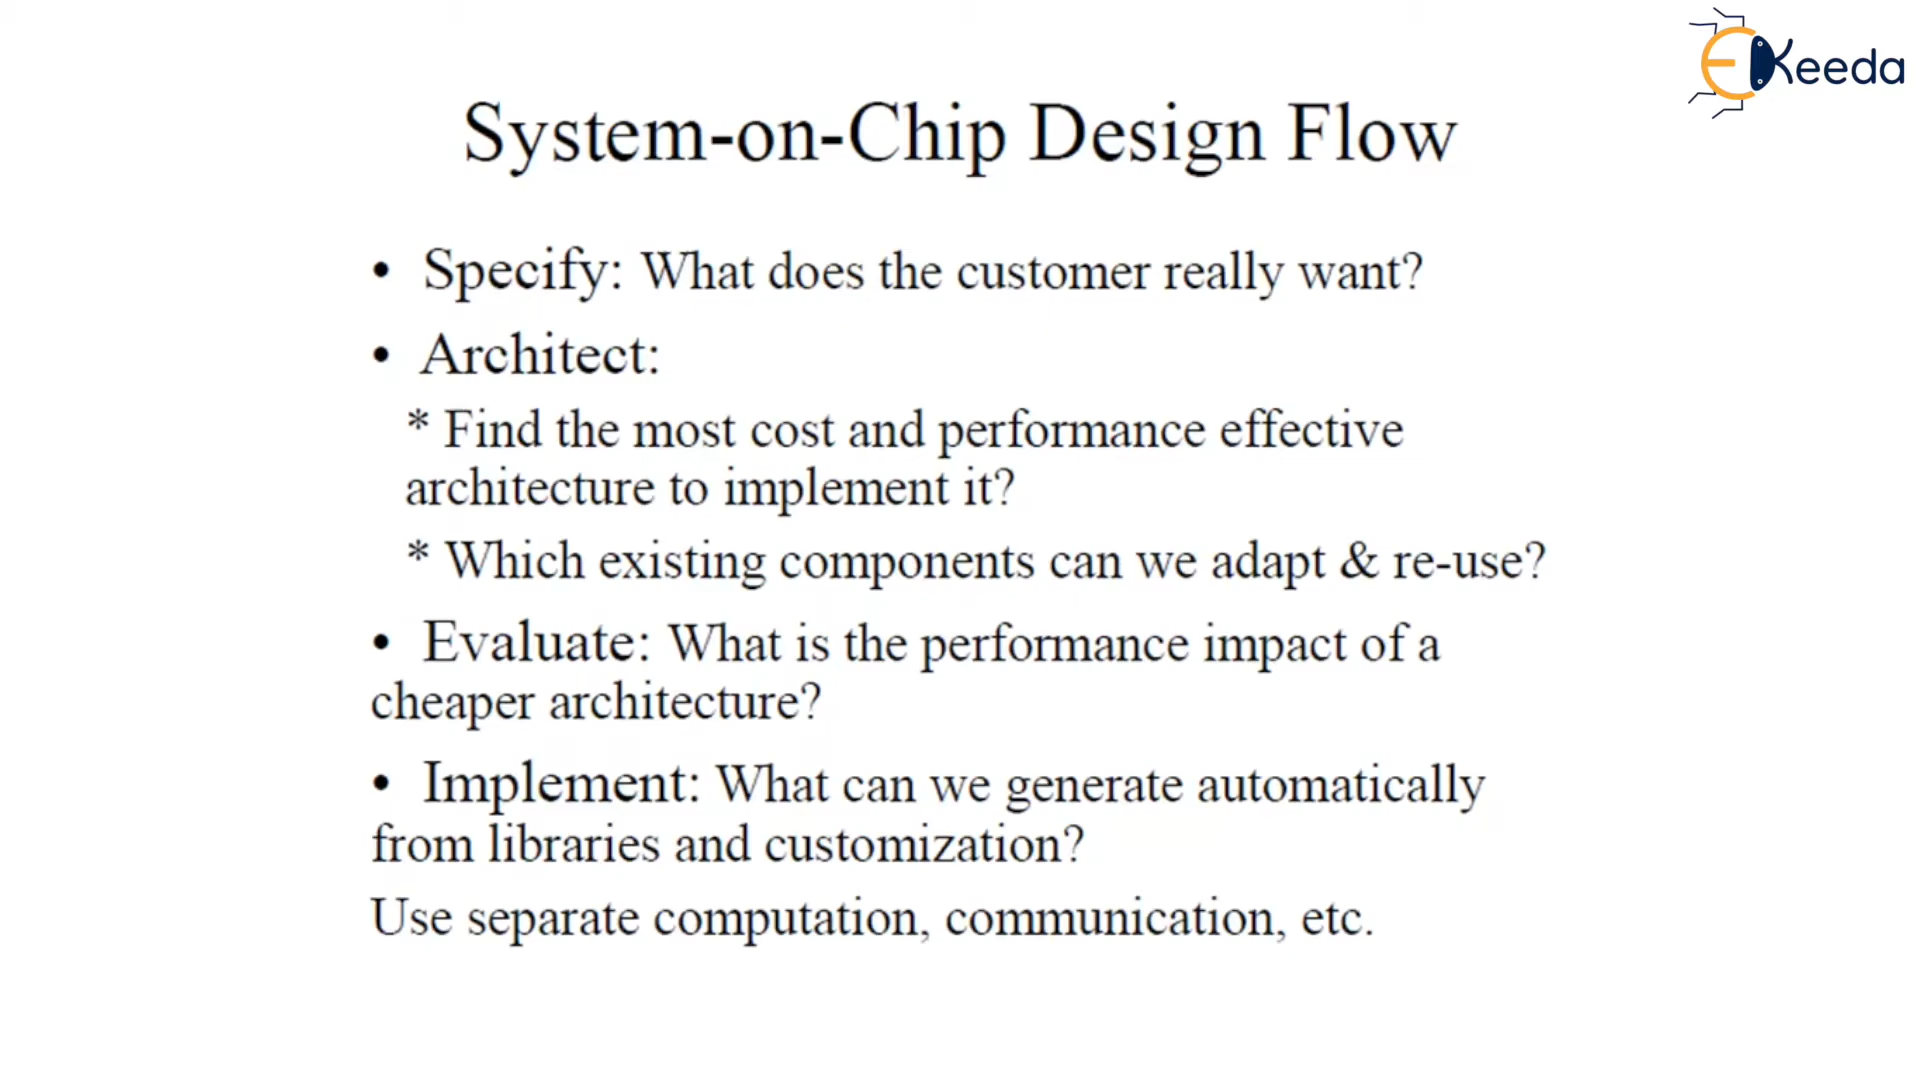 EKeeda
System-on-Chip Design Flow
• Specify: What does the customer really want?
• Architect:
* Find the most cost and performance effective
architecture to implement it?
* Which existing components can we adapt & re-use?
• Evaluate: What is the performance impact of a
cheaper architecture?
• Implement: What can we generate automatically
from libraries and customization?
Use separate computation, communication, etc.